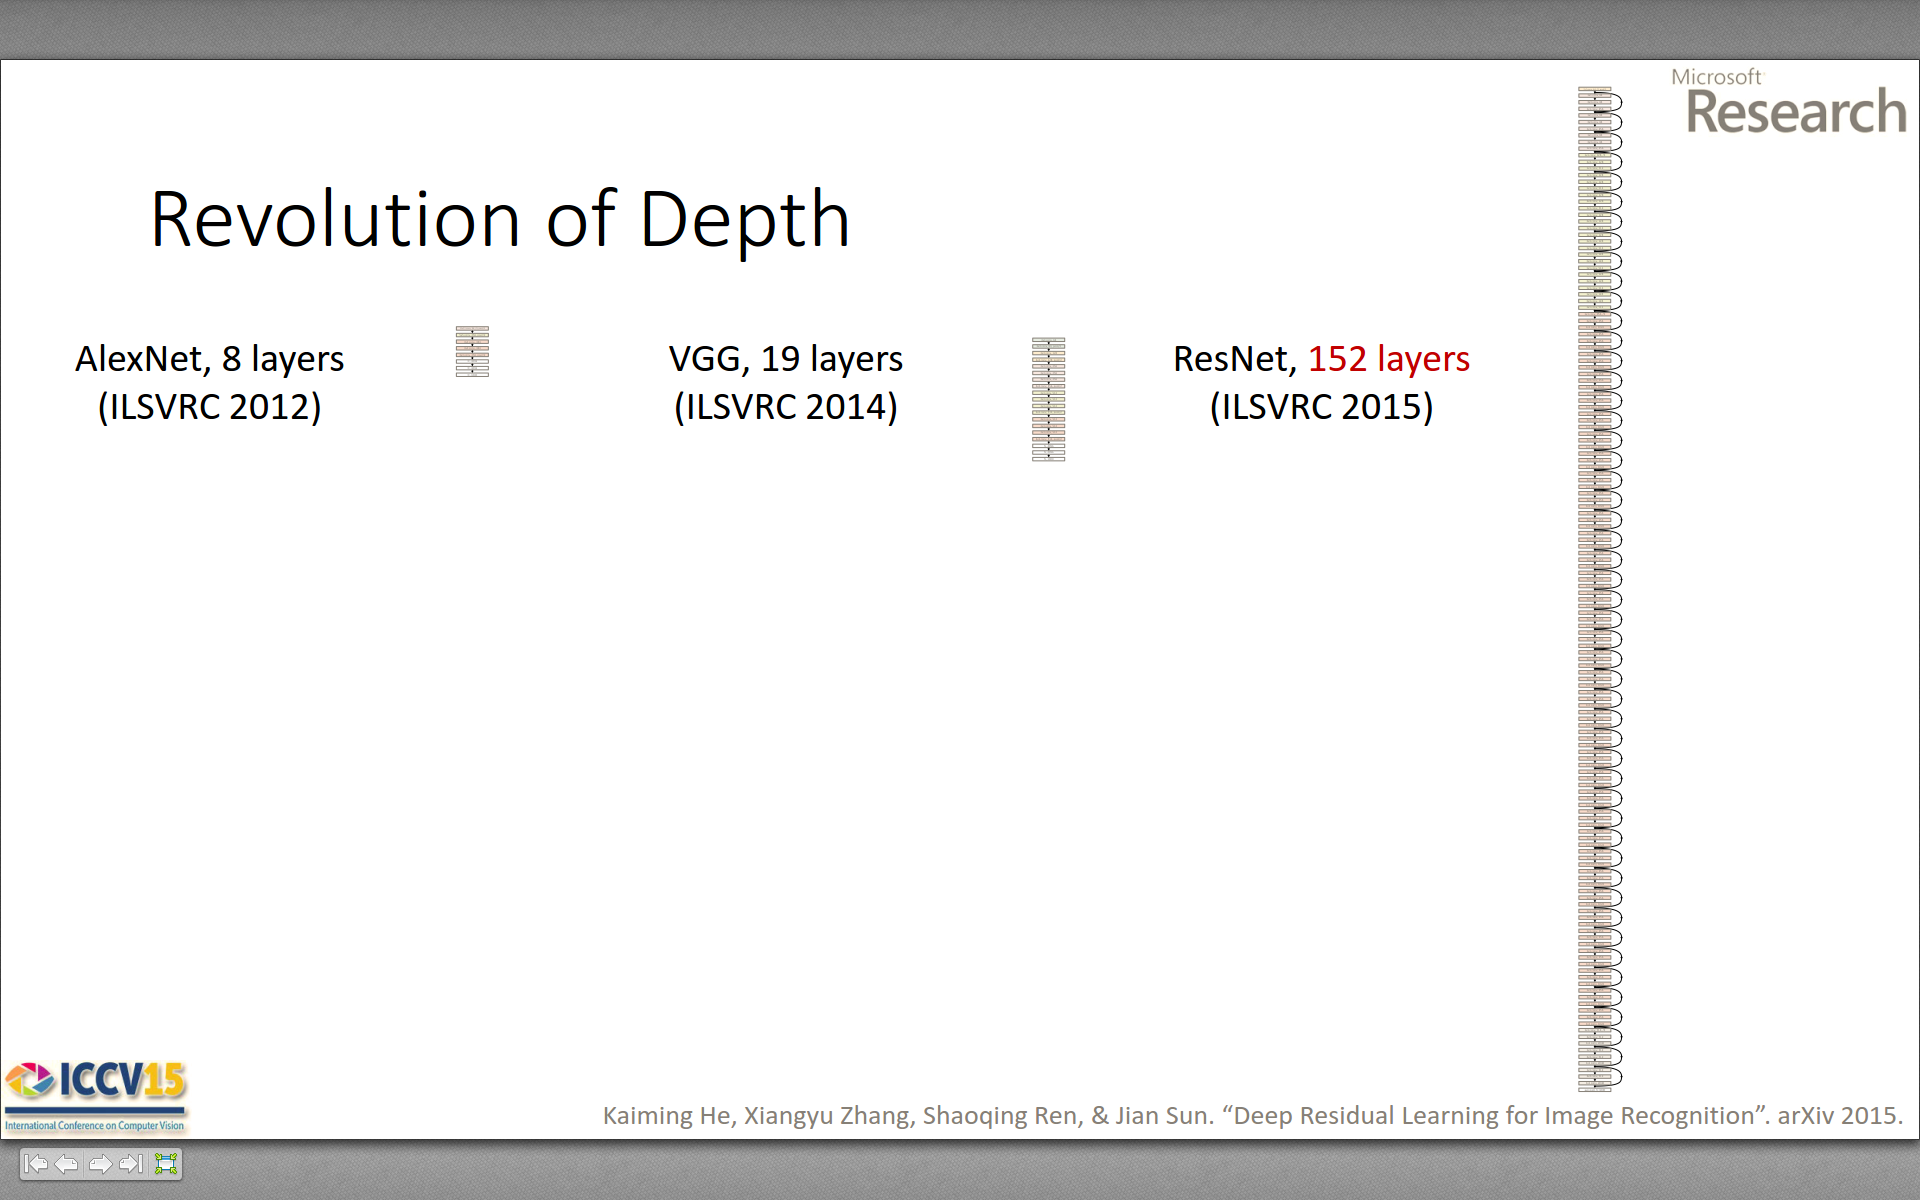 Microsoft
Research
Revolution of Depth
AlexNet, 8 layers
(ILSVRC 2012)
VGG, 19 layers
(ILSVRC 2014)
ResNet, 152 layers
(ILSVRC 2015)
ICCV15
International Conference on Computer Vision
Kaiming He, Xiangyu Zhang, Shaoqing Ren, & Jian Sun. “Deep Residual Learning for Image Recognition”. arXiv 2015.